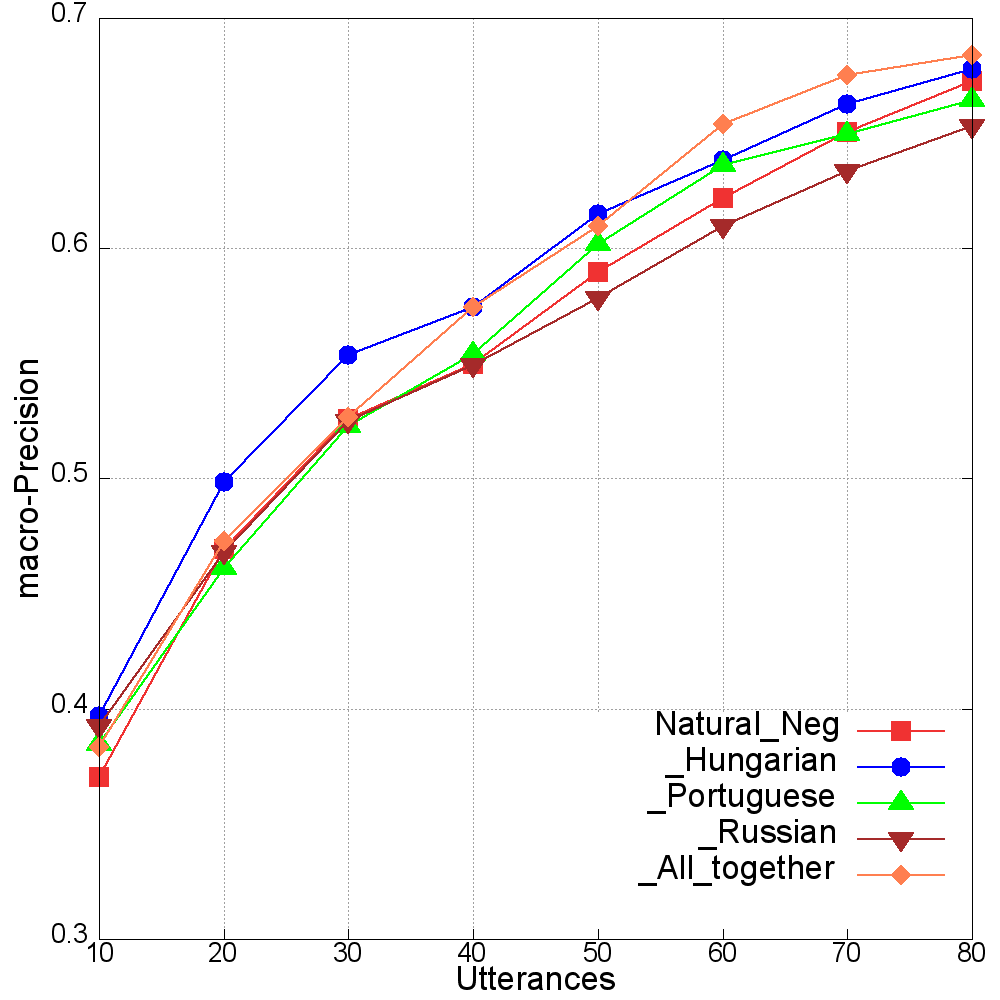 0.7
0.6
0.5
0.4
0.3
macro-Precision
Natural_Neg
_Hungarian
_Portuguese
_Russian
_All_together
10 20 30 40 50 60 70 80
Utterances